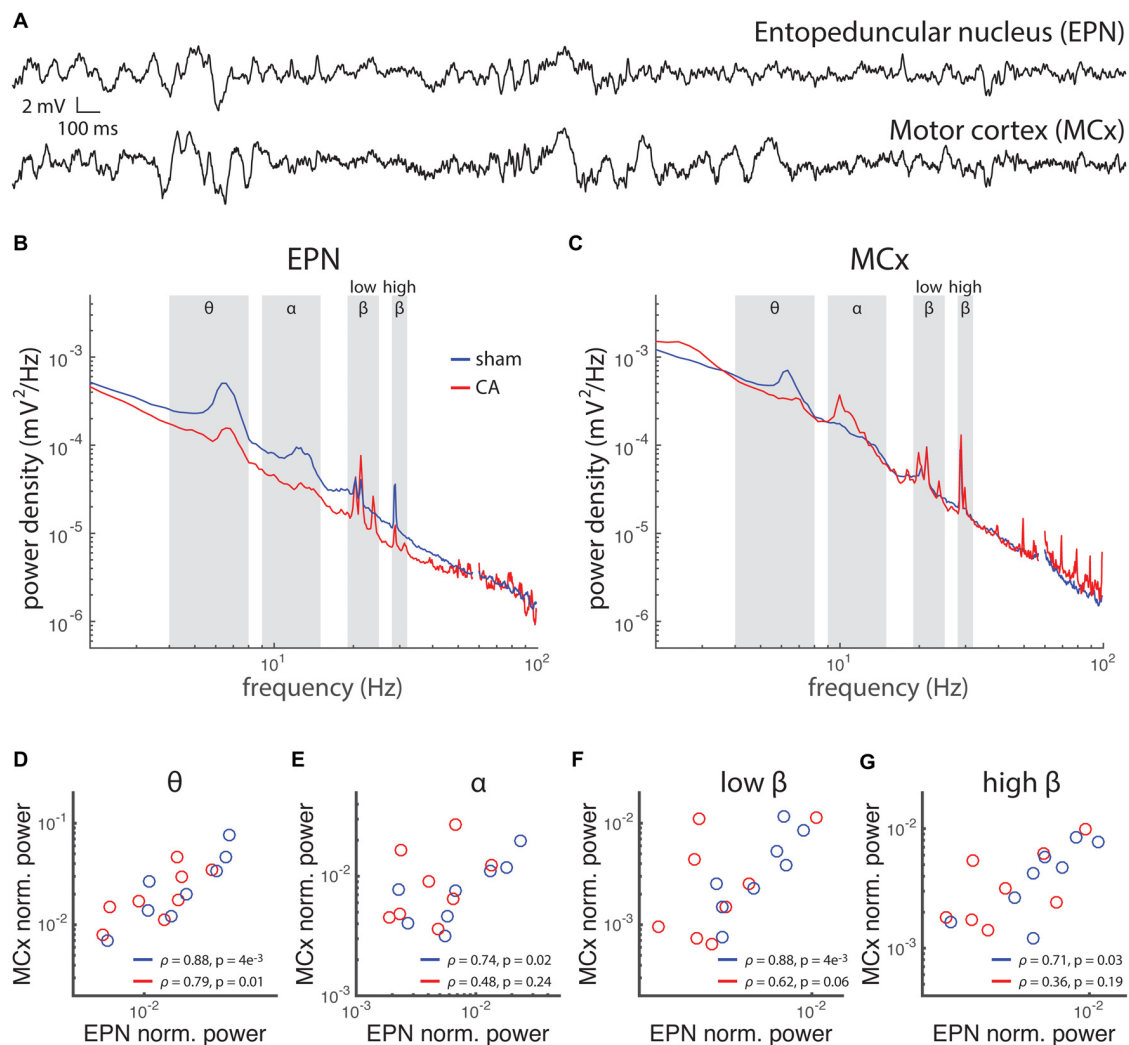 A
Entopeduncular nucleus (EPN)
2 mV
100 ms
Motor cortex (MCx)
B
EPN
low high
θ α β β
10⁻³
10⁻⁴
10⁻⁵
10⁻⁶
power density (mV²/Hz)
sham
CA
10¹ 10²
frequency (Hz)
C
MCx
low high
θ α β β
10⁻³
10⁻⁴
10⁻⁵
10⁻⁶
power density (mV²/Hz)
10¹ 10²
frequency (Hz)
D
θ
MCx norm. power
10⁻¹
10⁻²
ρ = 0.88, p = 4e⁻³
ρ = 0.79, p = 0.01
10⁻²
EPN norm. power
E
α
MCx norm. power
10⁻²
10⁻³
ρ = 0.74, p = 0.02
ρ = 0.48, p = 0.24
10⁻³ 10⁻²
EPN norm. power
F
low β
MCx norm. power
10⁻²
10⁻³
ρ = 0.88, p = 4e⁻³
ρ = 0.62, p = 0.06
10⁻²
EPN norm. power
G
high β
MCx norm. power
10⁻²
10⁻³
ρ = 0.71, p = 0.03
ρ = 0.36, p = 0.19
10⁻²
EPN norm. power